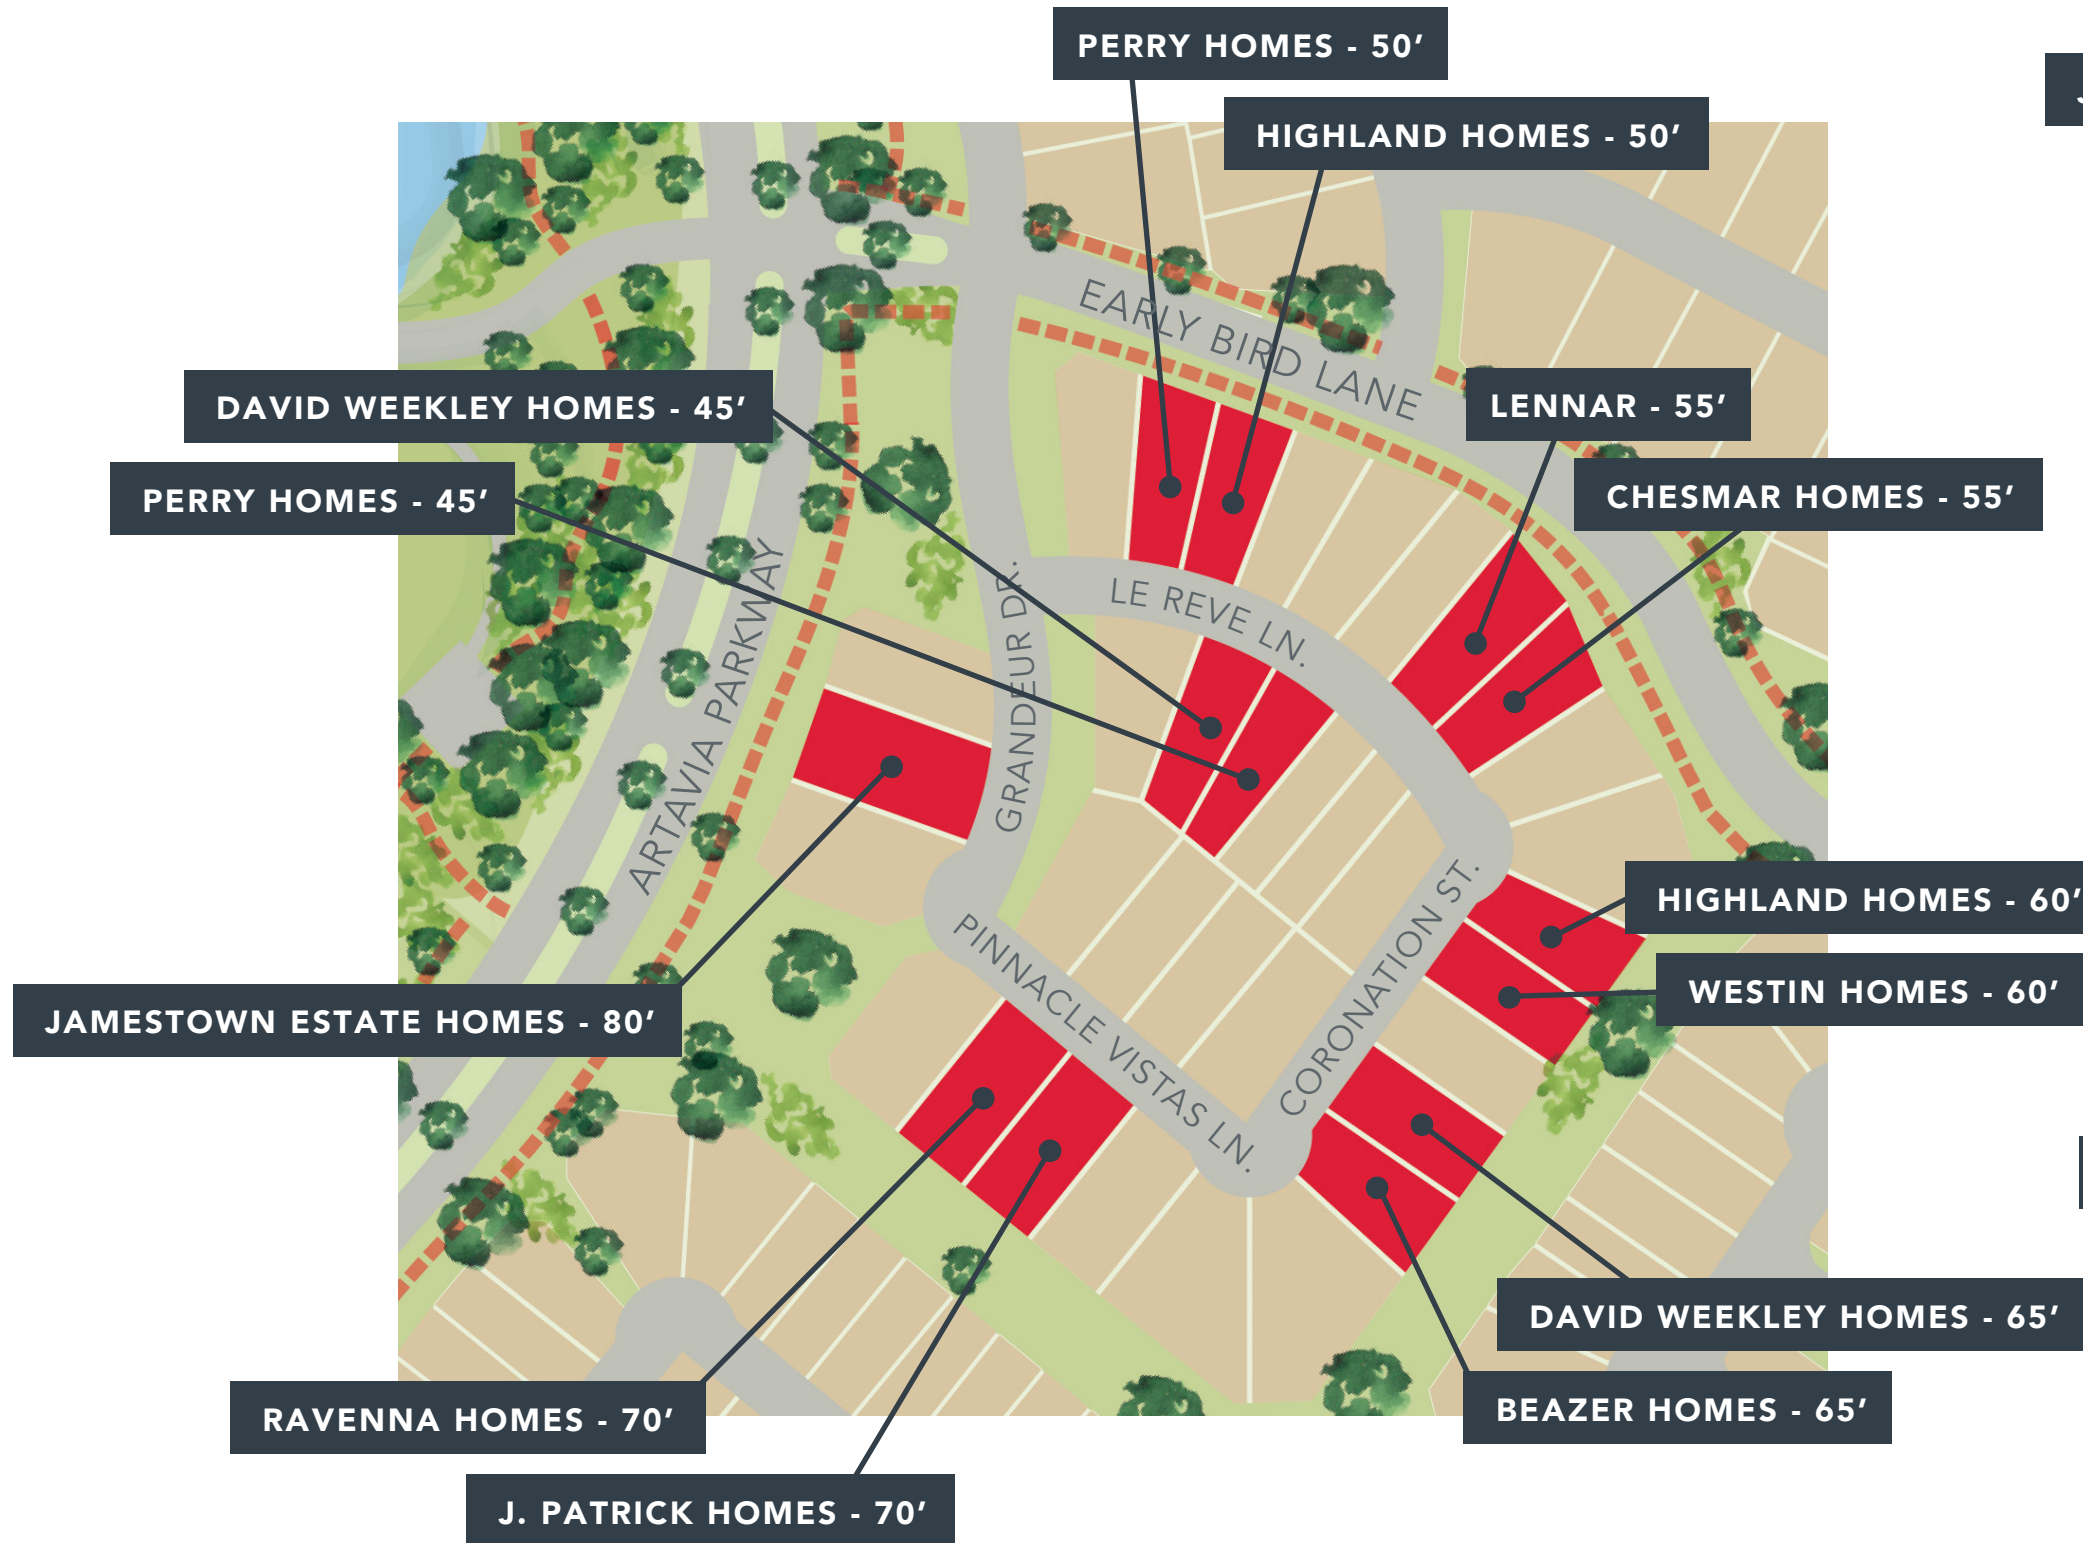 PERRY HOMES - 50’
HIGHLAND HOMES - 50’
EARLY BIRD LANE
DAVID WEEKLEY HOMES - 45’
LENNAR - 55’
PERRY HOMES - 45’
CHESMAR HOMES - 55’
LE REVE LN.
GRANDEUR DR.
ARTAVIA PARKWAY
HIGHLAND HOMES - 60’
CORONATION ST.
PINNACLE VISTAS LN.
WESTIN HOMES - 60’
JAMESTOWN ESTATE HOMES - 80’
DAVID WEEKLEY HOMES - 65’
BEAZER HOMES - 65’
RAVENNA HOMES - 70’
J. PATRICK HOMES - 70’